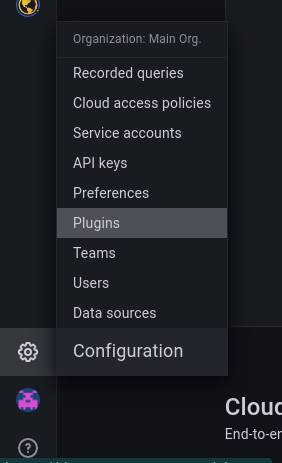 Organization: Main Org.
Recorded queries
Cloud access policies
Service accounts
API keys
Preferences
Plugins
Teams
Users
Data sources
Configuration
Cloud
End-to-en